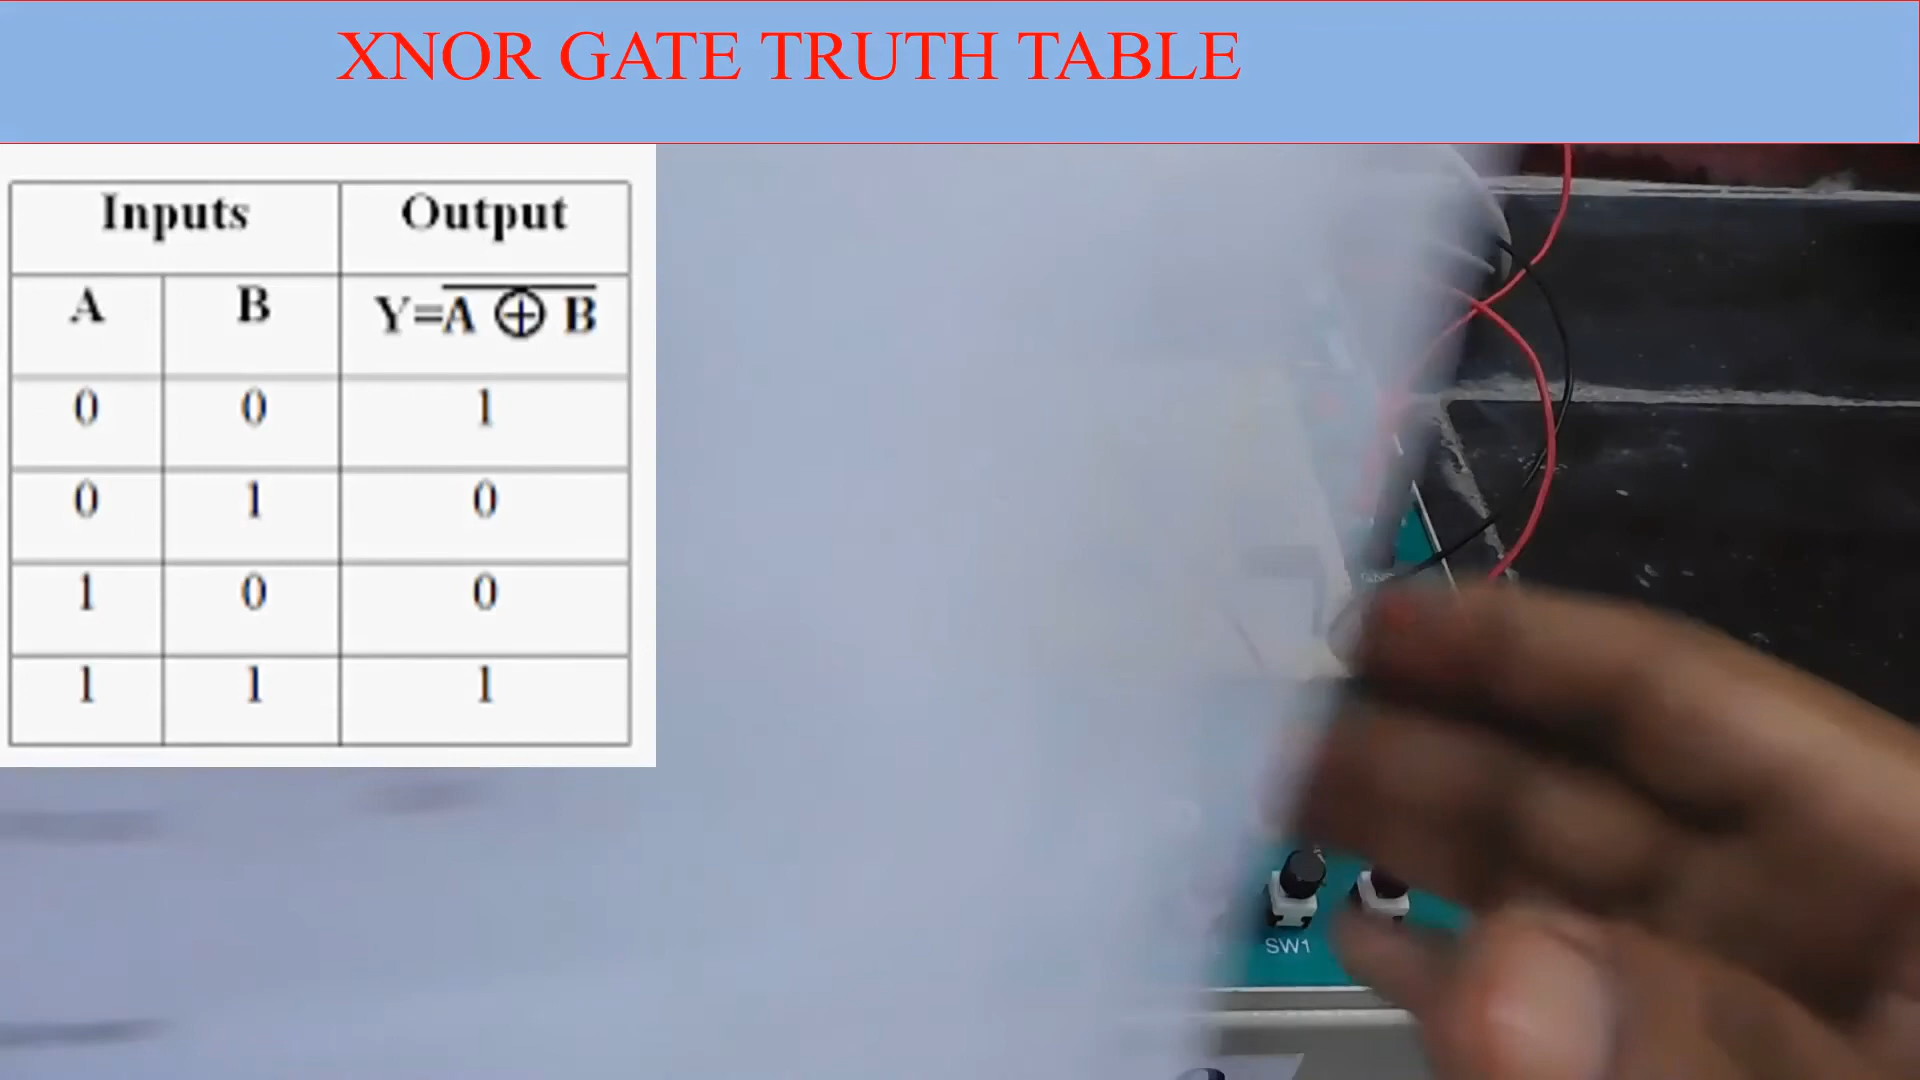 XNOR GATE TRUTH TABLE
Inputs Output
A B Y=A ⊕ B
0 0 1
0 1 0
1 0 0
1 1 1
SW1